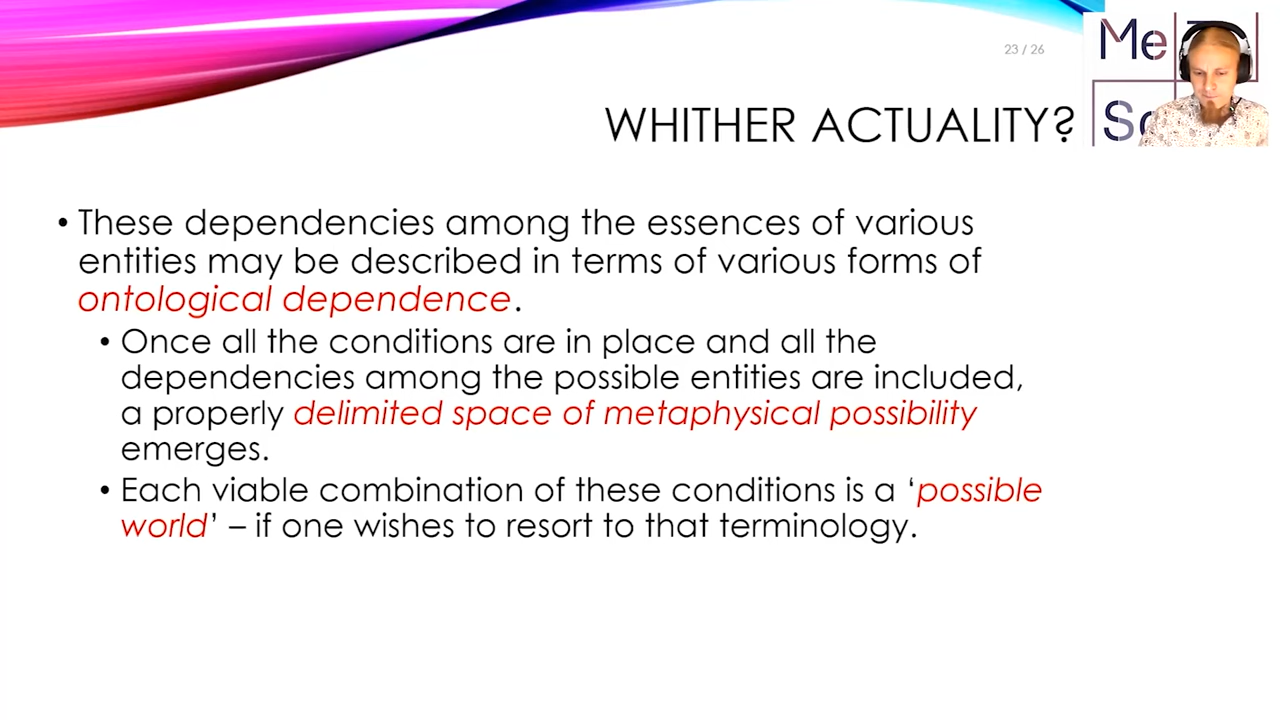 23 / 26
Me
WHITHER ACTUALITY?
• These dependencies among the essences of various
entities may be described in terms of various forms of
ontological dependence.
• Once all the conditions are in place and all the
dependencies among the possible entities are included,
a properly delimited space of metaphysical possibility
emerges.
• Each viable combination of these conditions is a ‘possible
world’ – if one wishes to resort to that terminology.